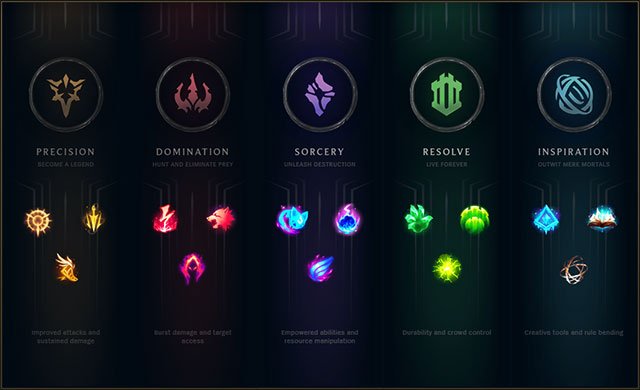 PRECISION
BECOME A LEGEND
Improved attacks and
sustained damage
DOMINATION
HUNT AND ELIMINATE PREY
Burst damage and target
access
SORCERY
UNLEASH DESTRUCTION
Empowered abilities and
resource manipulation
RESOLVE
LIVE FOREVER
Durability and crowd control
INSPIRATION
OUTWIT MERE MORTALS
Creative tools and rule bending